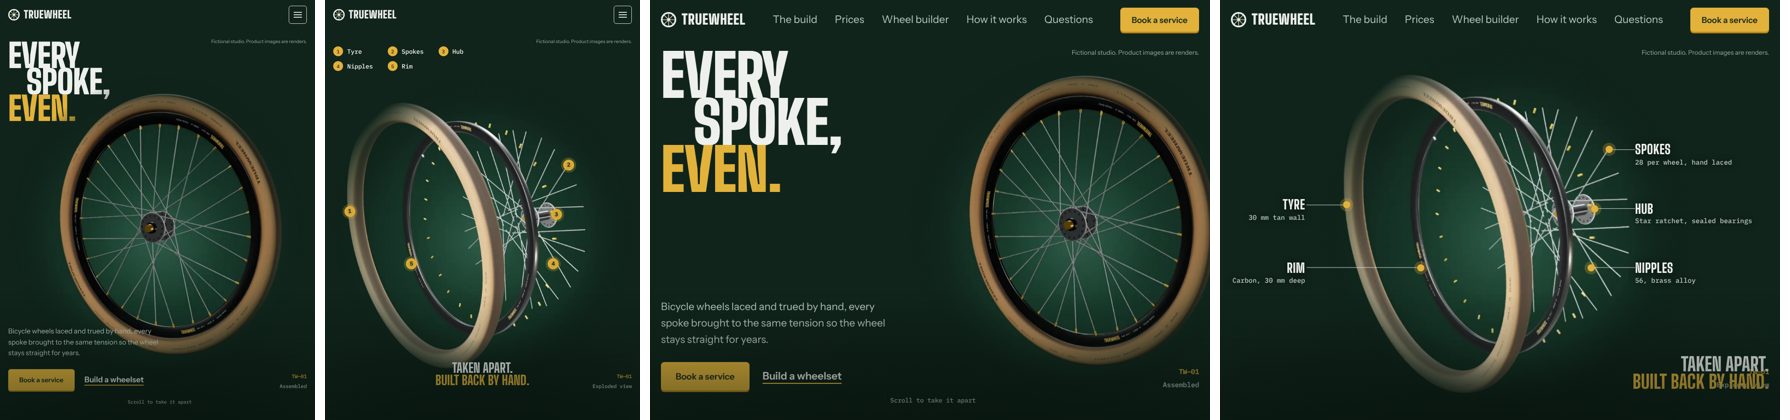 TRUEWHEEL
Fictional studio. Product images are renders.
EVERY
SPOKE,
EVEN.
Bicycle wheels laced and trued by hand, every
spoke brought to the same tension so the wheel
stays straight for years.
Book a service
Build a wheelset
TW-01
Assembled
Scroll to take it apart
TRUEWHEEL
Fictional studio. Product images are renders.
1 Tyre
2 Spokes
3 Hub
4 Nipples
5 Rim
1
2
3
4
5
TAKEN APART.
BUILT BACK BY HAND.
TW-01
Exploded view
TRUEWHEEL
The build
Prices
Wheel builder
How it works
Questions
Book a service
Fictional studio. Product images are renders.
EVERY
SPOKE,
EVEN.
Bicycle wheels laced and trued by hand, every
spoke brought to the same tension so the wheel
stays straight for years.
Book a service
Build a wheelset
TW-01
Assembled
Scroll to take it apart
TRUEWHEEL
The build
Prices
Wheel builder
How it works
Questions
Book a service
Fictional studio. Product images are renders.
SPOKES
28 per wheel, hand laced
TYRE
30 mm tan wall
HUB
Star ratchet, sealed bearings
RIM
Carbon, 30 mm deep
NIPPLES
56, brass alloy
TAKEN APART.
BUILT BACK BY HAND.